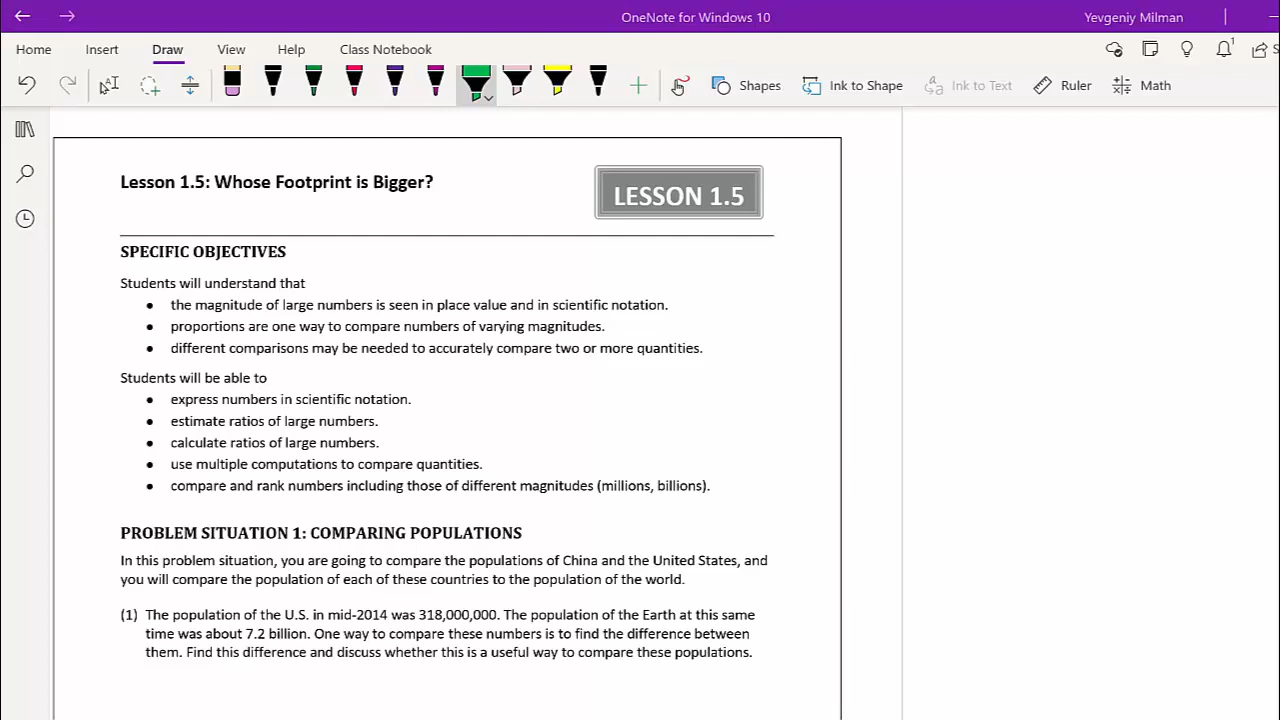 OneNote for Windows 10
Yevgeniy Milman
Home Insert Draw View Help Class Notebook
1
Shapes Ink to Shape Ink to Text Ruler Math
Lesson 1.5: Whose Footprint is Bigger?
LESSON 1.5
SPECIFIC OBJECTIVES
Students will understand that
• the magnitude of large numbers is seen in place value and in scientific notation.
• proportions are one way to compare numbers of varying magnitudes.
• different comparisons may be needed to accurately compare two or more quantities.
Students will be able to
• express numbers in scientific notation.
• estimate ratios of large numbers.
• calculate ratios of large numbers.
• use multiple computations to compare quantities.
• compare and rank numbers including those of different magnitudes (millions, billions).
PROBLEM SITUATION 1: COMPARING POPULATIONS
In this problem situation, you are going to compare the populations of China and the United States, and
you will compare the population of each of these countries to the population of the world.
(1) The population of the U.S. in mid-2014 was 318,000,000. The population of the Earth at this same
time was about 7.2 billion. One way to compare these numbers is to find the difference between
them. Find this difference and discuss whether this is a useful way to compare these populations.